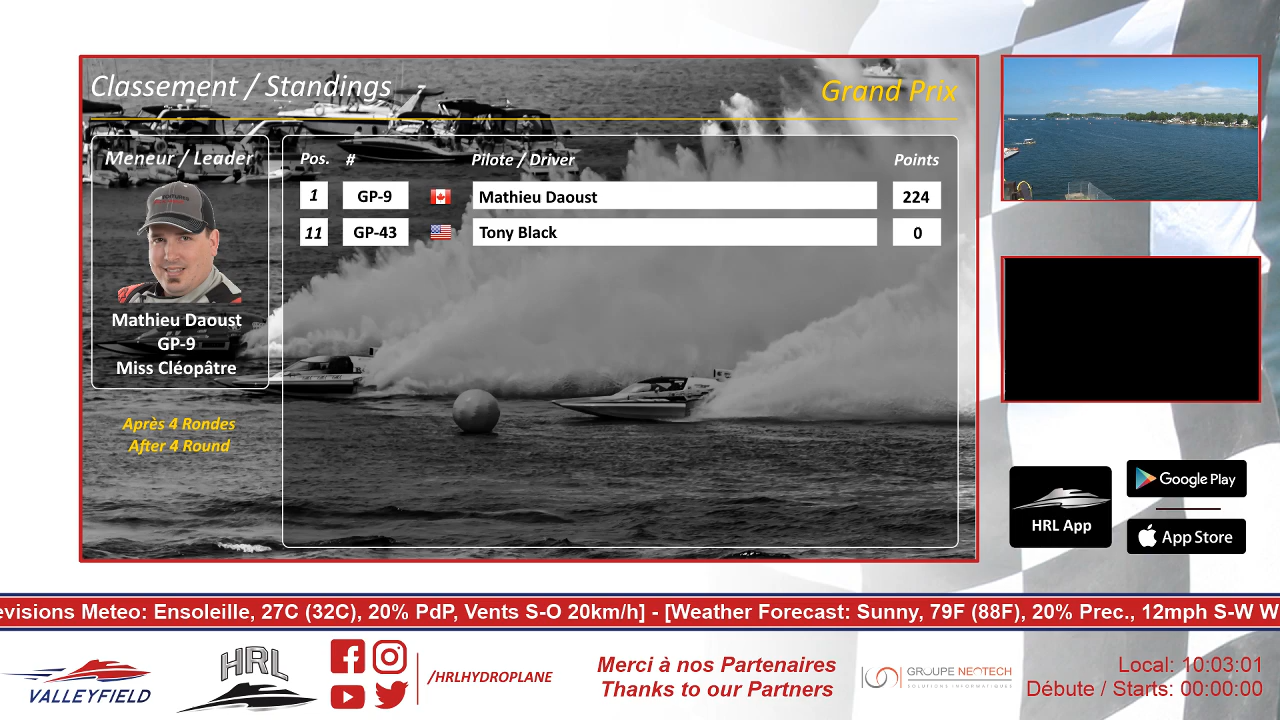 Classement / Standings
Grand Prix
Meneur / Leader
Mathieu Daoust
GP-9
Miss Cléopâtre
Après 4 Rondes
After 4 Round
Pos. # Pilote / Driver Points
1 GP-9 Mathieu Daoust 224
11 GP-43 Tony Black 0
HRL App
Google Play
App Store
evisions Meteo: Ensoleille, 27C (32C), 20% PdP, Vents S-O 20km/h] - [Weather Forecast: Sunny, 79F (88F), 20% Prec., 12mph S-W W
VALLEYFIELD
HRL
/HRLHYDROPLANE
Merci à nos Partenaires
Thanks to our Partners
GROUPE NEOTECH
SOLUTIONS INFORMATIQUES
Local: 10:03:01
Débute / Starts: 00:00:00